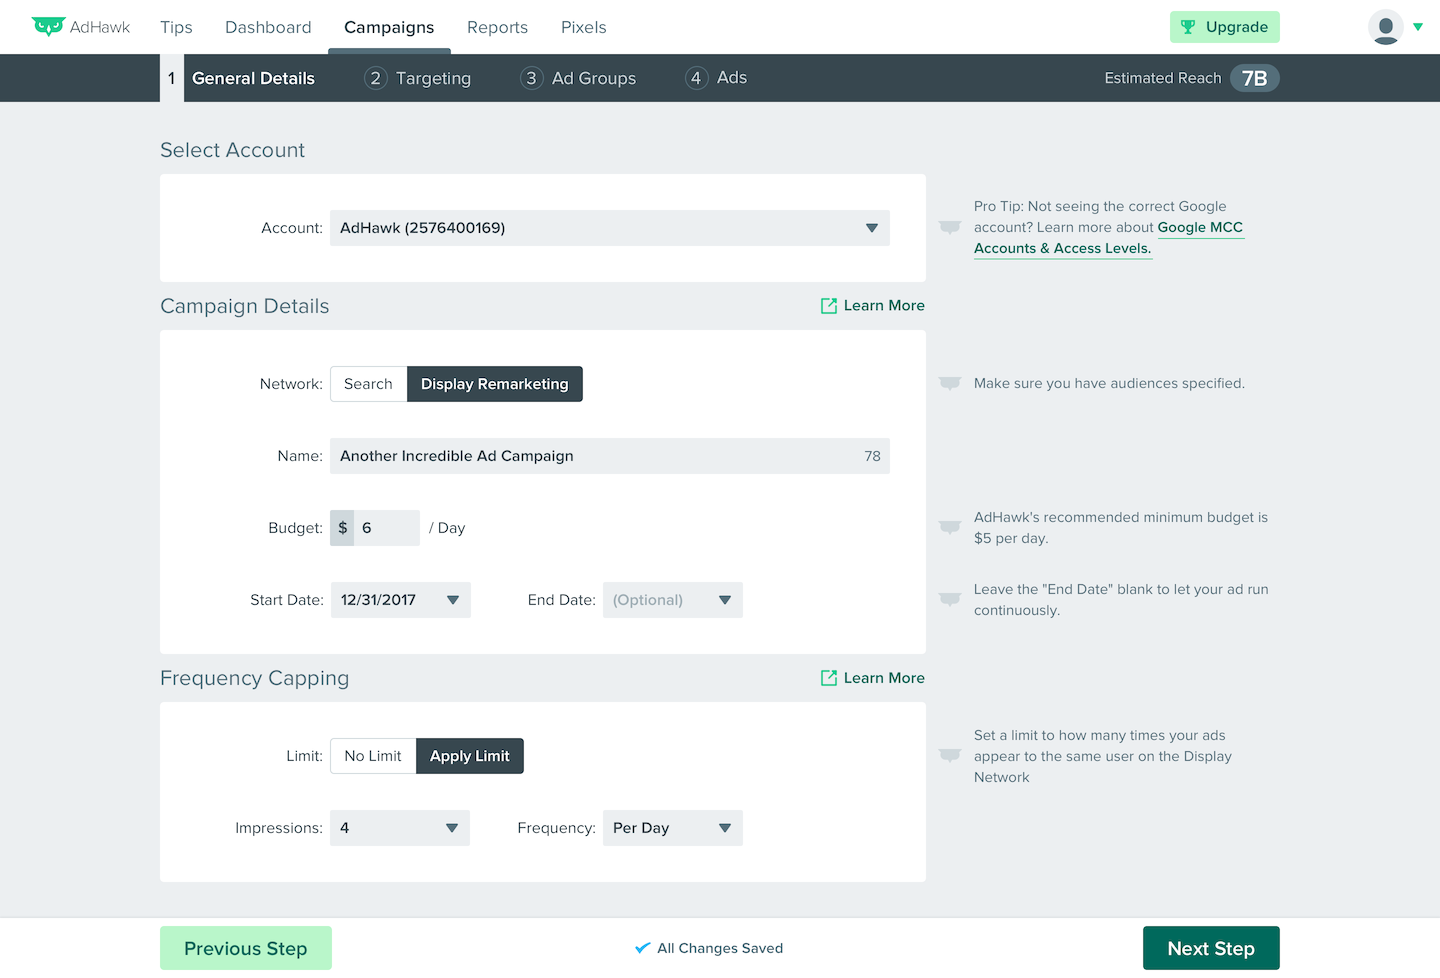 AdHawk
Tips
Dashboard
Campaigns
Reports
Pixels
Upgrade
1 General Details
2 Targeting
3 Ad Groups
4 Ads
Estimated Reach 7B
Select Account
Account: AdHawk (2576400169)
Pro Tip: Not seeing the correct Google
account? Learn more about Google MCC
Accounts & Access Levels.
Campaign Details
Learn More
Network: Search Display Remarketing
Make sure you have audiences specified.
Name: Another Incredible Ad Campaign 78
Budget: $ 6 / Day
AdHawk's recommended minimum budget is
$5 per day.
Start Date: 12/31/2017 End Date: (Optional)
Leave the "End Date" blank to let your ad run
continuously.
Frequency Capping
Learn More
Limit: No Limit Apply Limit
Set a limit to how many times your ads
appear to the same user on the Display
Network
Impressions: 4 Frequency: Per Day
Previous Step
All Changes Saved
Next Step